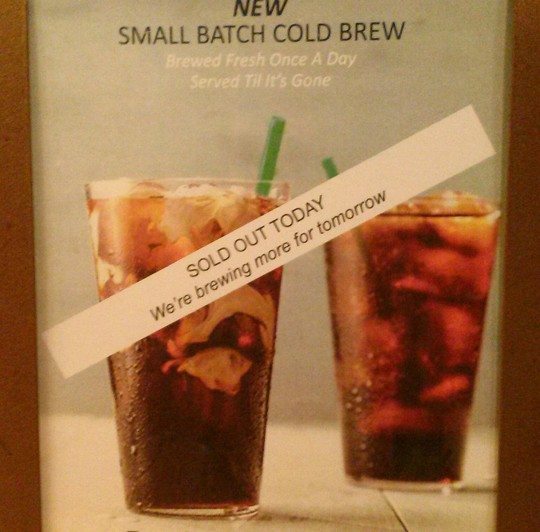 NEW
SMALL BATCH COLD BREW
Brewed Fresh Once A Day
Served Til It's Gone
SOLD OUT TODAY
We're brewing more for tomorrow